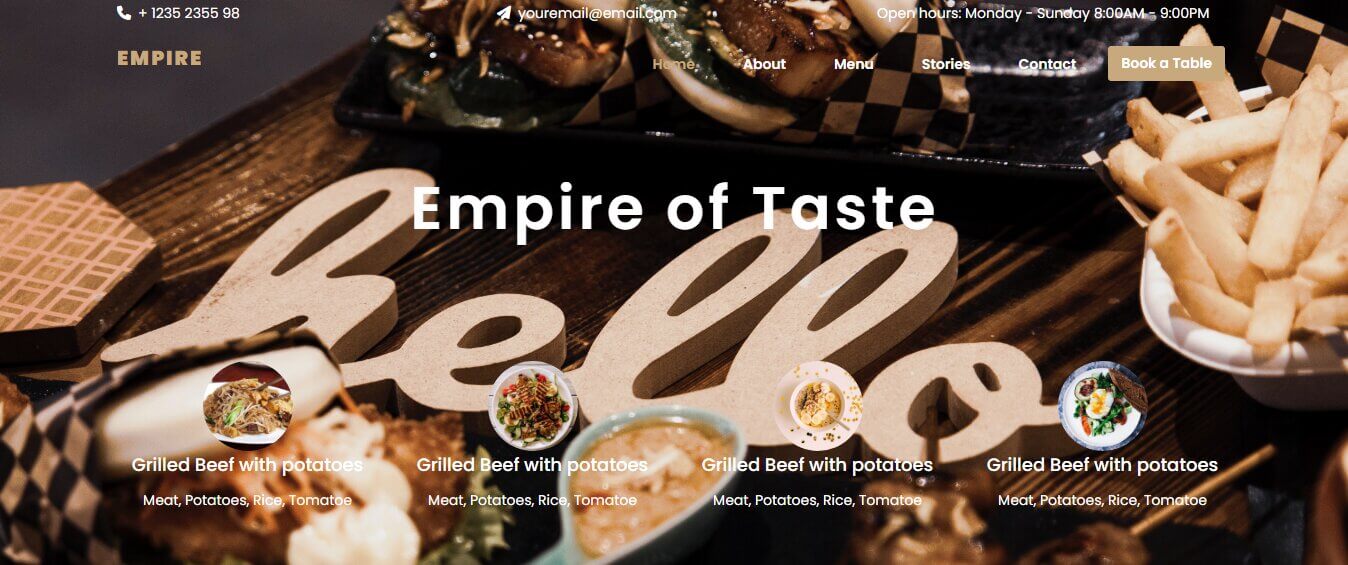 + 1235 2355 98
youremail@email.com
Open hours: Monday - Sunday 8:00AM - 9:00PM
EMPIRE
Home
About
Menu
Stories
Contact
Book a Table
Empire of Taste
hello
Grilled Beef with potatoes
Meat, Potatoes, Rice, Tomatoe
Grilled Beef with potatoes
Meat, Potatoes, Rice, Tomatoe
Grilled Beef with potatoes
Meat, Potatoes, Rice, Tomatoe
Grilled Beef with potatoes
Meat, Potatoes, Rice, Tomatoe